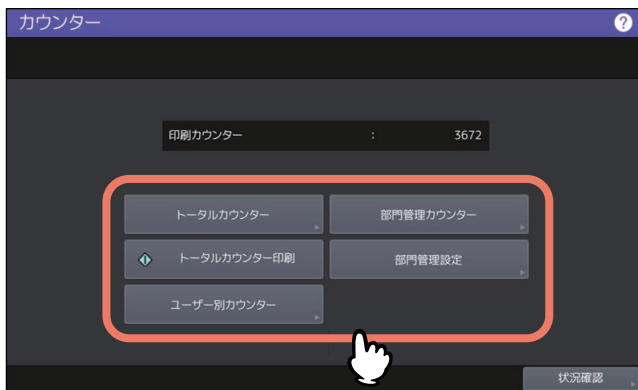 カウンター ?
印刷カウンター : 3672
トータルカウンター 部門管理カウンター
トータルカウンター印刷 部門管理設定
ユーザー別カウンター
状況確認